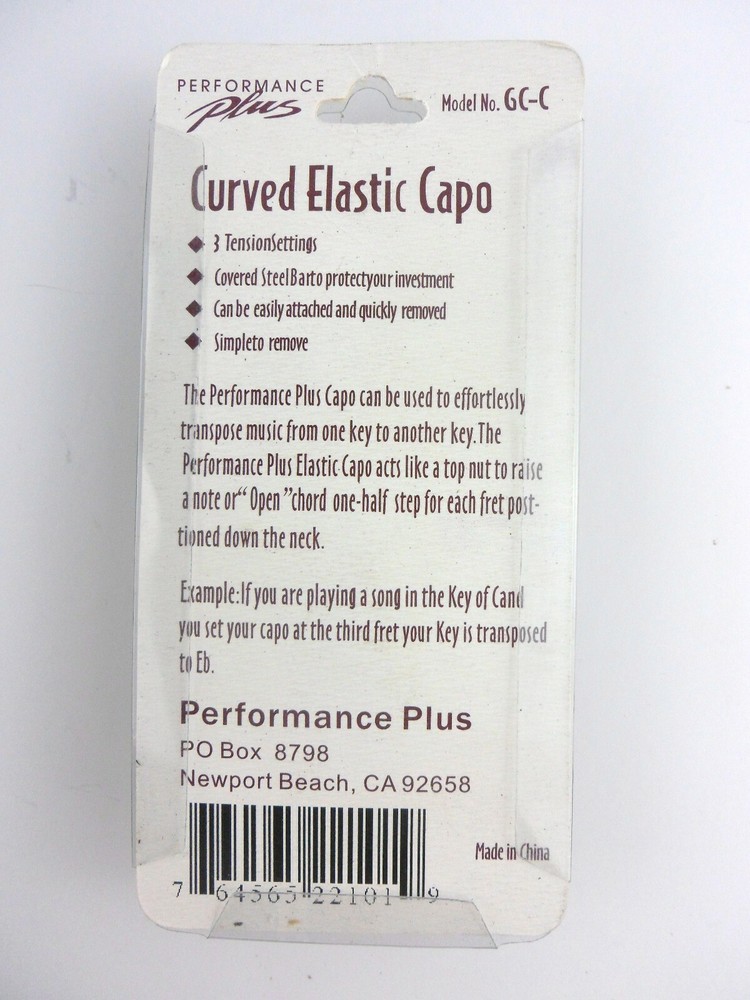 PERFORMANCE
plus
Model No. GC-C
Curved Elastic Capo
◆ 3 TensionSettings
◆ Covered SteelBarto protectyour investment
◆ Can be easily attached and quickly removed
◆ Simpleto remove
The Performance Plus Capo can be used to effortlessly
transpose music from one key to another key.The
Performance Plus Elastic Capo acts like a top nut to raise
a note or“ Open ”chord one-half step for each fret post-
tioned down the neck.
Example:If you are playing a song in the Key of Cand
you set your capo at the third fret your Key is transposed
to Eb.
Performance Plus
PO Box 8798
Newport Beach, CA 92658
Made in China
7 64565 22101 9